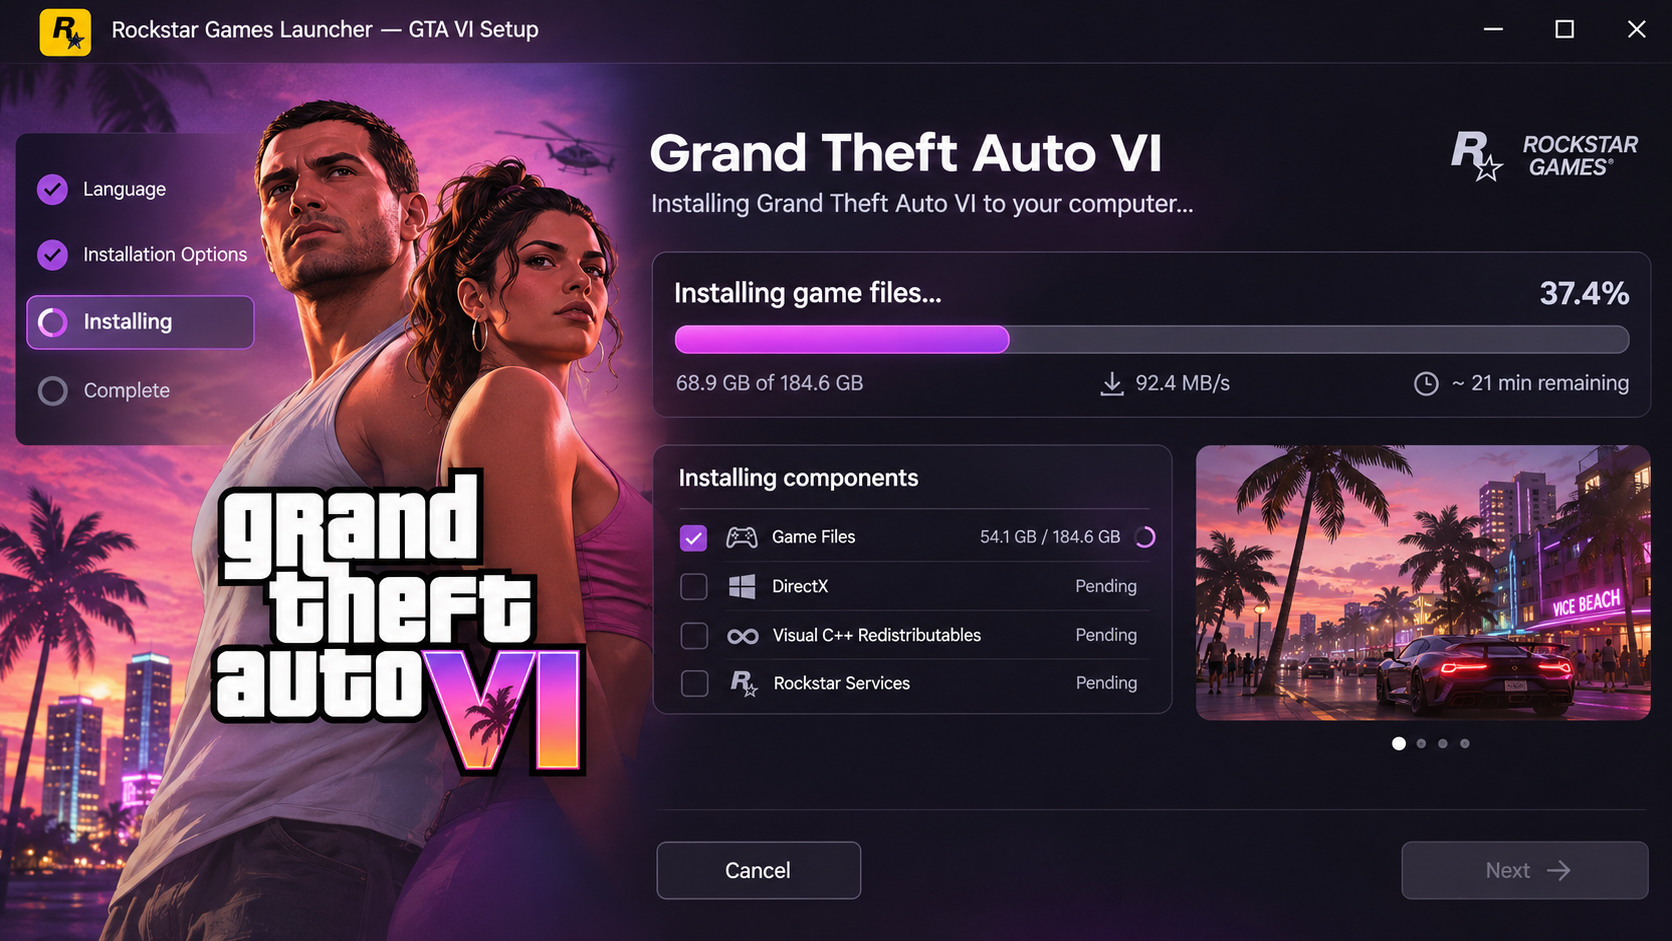 Rockstar Games Launcher — GTA VI Setup
Language
Installation Options
Installing
Complete
grand
theft
auto VI
Grand Theft Auto VI
Installing Grand Theft Auto VI to your computer...
R ROCKSTAR
GAMES®
Installing game files...
37.4%
68.9 GB of 184.6 GB
92.4 MB/s
~ 21 min remaining
Installing components
Game Files
54.1 GB / 184.6 GB
DirectX
Pending
Visual C++ Redistributables
Pending
R Rockstar Services
Pending
VICE BEACH
Cancel
Next